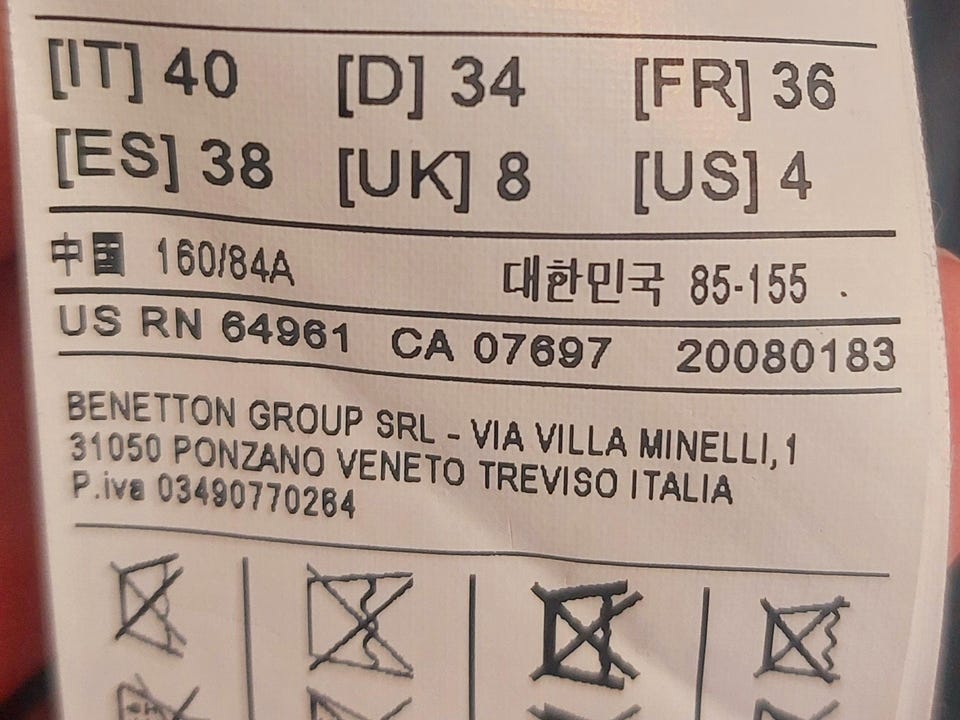 [IT] 40 [D] 34 [FR] 36
[ES] 38 [UK] 8 [US] 4
中国 160/84A 대한민국 85-155
US RN 64961 CA 07697 20080183
BENETTON GROUP SRL - VIA VILLA MINELLI, 1
31050 PONZANO VENETO TREVISO ITALIA
P.iva 03490770264